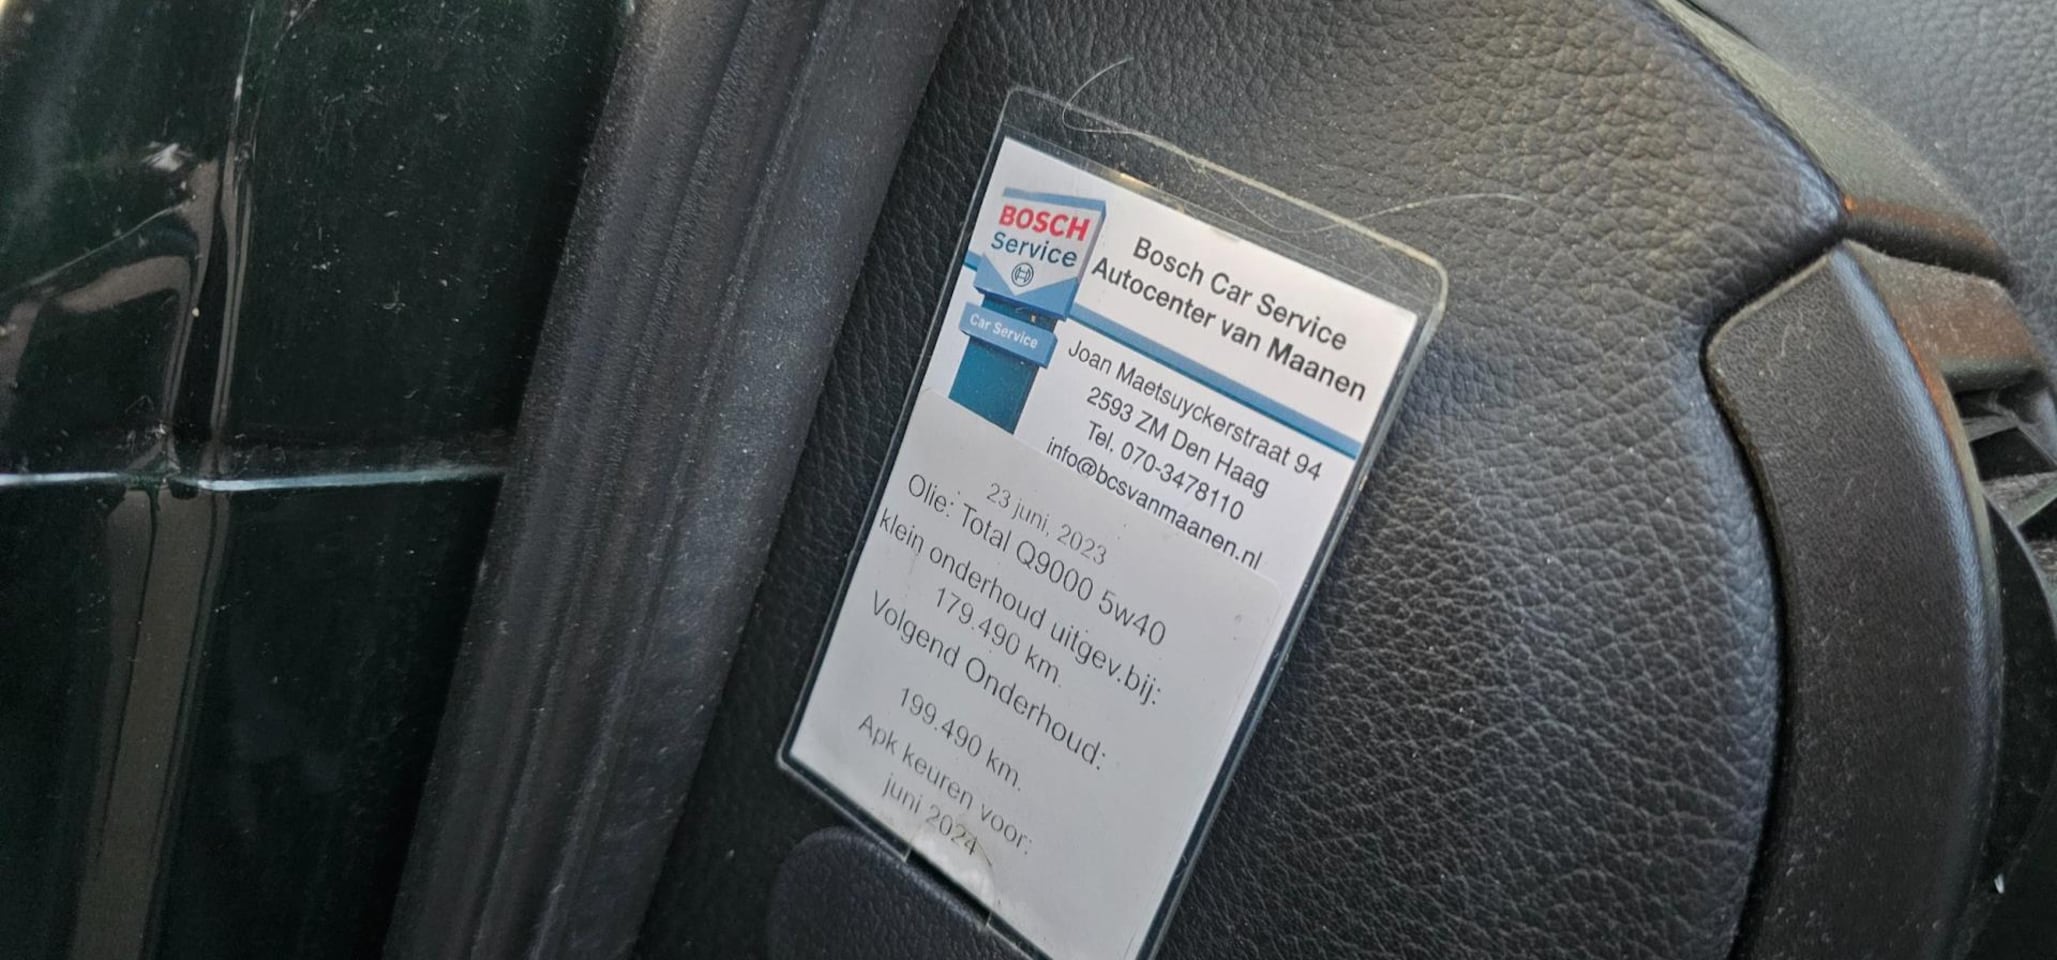 BOSCH
Service
Car Service
Bosch Car Service
Autocenter van Maanen
Joan Maetsuyckerstraat 94
2593 ZM Den Haag
Tel. 070-3478110
info@bcsvanmaanen.nl
23 juni, 2023
Olie: Total Q9000 5w40
klein onderhoud uitgev.bij:
179.490 km.
Volgend Onderhoud:
199.490 km.
Apk keuren voor:
juni 2024